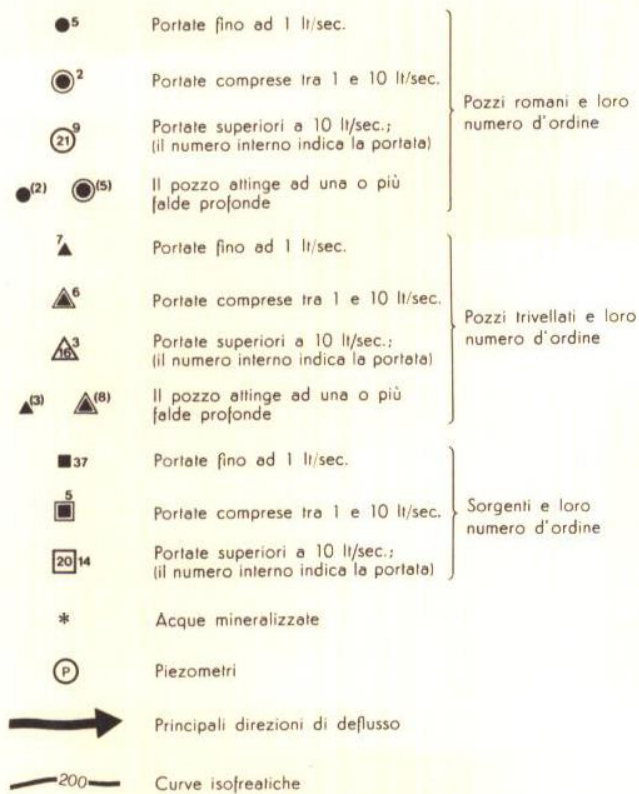 5 Portate fino ad 1 lt/sec.
2 Portate comprese tra 1 e 10 lt/sec.
21 9 Portate superiori a 10 lt/sec.;
(il numero interno indica la portata)
(2) (5) Il pozzo attinge ad una o più
falde profonde
Pozzi romani e loro
numero d'ordine
7 Portate fino ad 1 lt/sec.
6 Portate comprese tra 1 e 10 lt/sec.
16 3 Portate superiori a 10 lt/sec.;
(il numero interno indica la portata)
(3) (8) Il pozzo attinge ad una o più
falde profonde
Pozzi trivellati e loro
numero d'ordine
37 Portate fino ad 1 lt/sec.
5 Portate comprese tra 1 e 10 lt/sec.
20 14 Portate superiori a 10 lt/sec.;
(il numero interno indica la portata)
Sorgenti e loro
numero d'ordine
* Acque mineralizzate
P Piezometri
Principali direzioni di deflusso
200 Curve isofreatiche